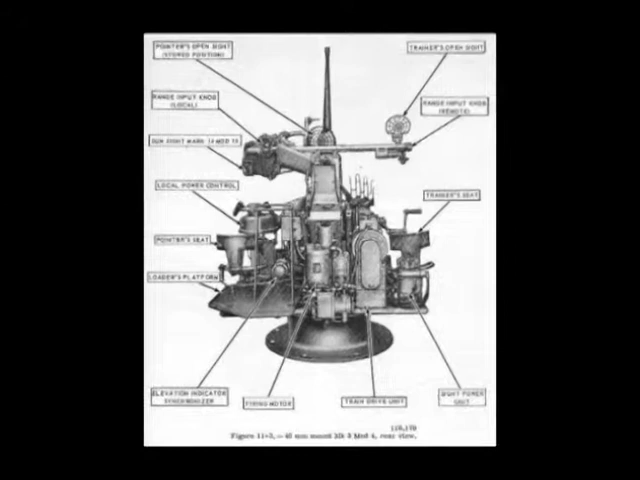 POINTER'S OPEN SIGHT
(STOWED POSITION)
TRAINER'S OPEN SIGHT
RANGE INPUT KNOB
(LOCAL)
RANGE INPUT KNOB
(REMOTE)
GUN SIGHT MARK 15 MOD
LOCAL POWER CONTROL
TRAINER'S SEAT
POINTER'S SEAT
LOADER'S PLATFORM
ELEVATION INDICATOR
SYNCHRONIZER
FIRING MOTOR
TRAIN DRIVE UNIT
SIGHT POWER
UNIT
110.179
Figure 11-3.—40 mm mount Mk 3 Mod 4, rear view.